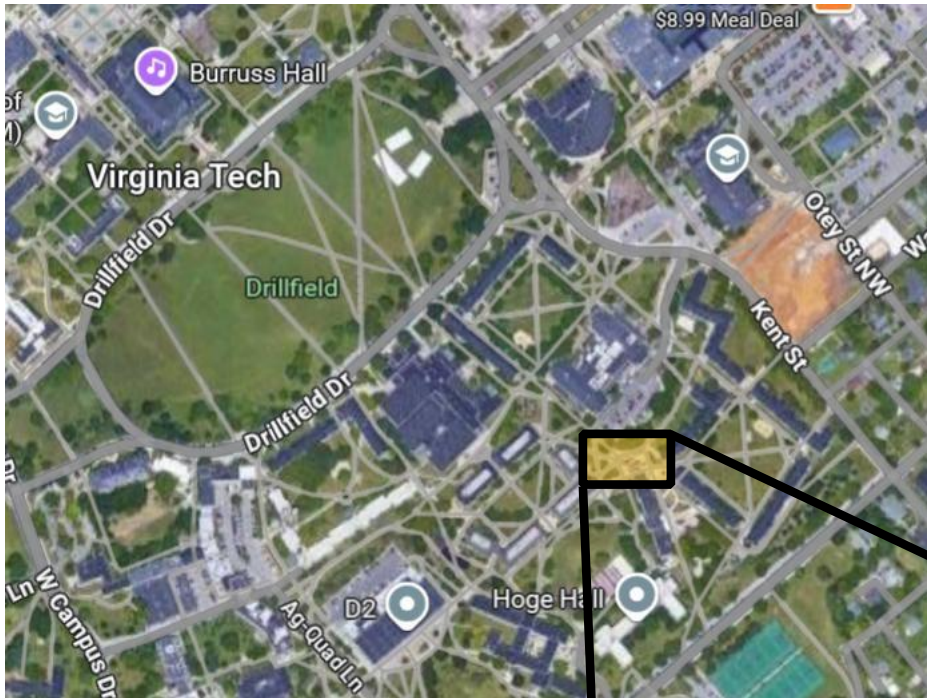 $8.99 Meal Deal
Burruss Hall
of
M)
Virginia Tech
Otey St NW
Wa
Drillfield Dr
Drillfield
Kent St
Drillfield Dr
Dr
Ln
W Campus Dr
D2
Hoge Hall
Ag-Quad Ln